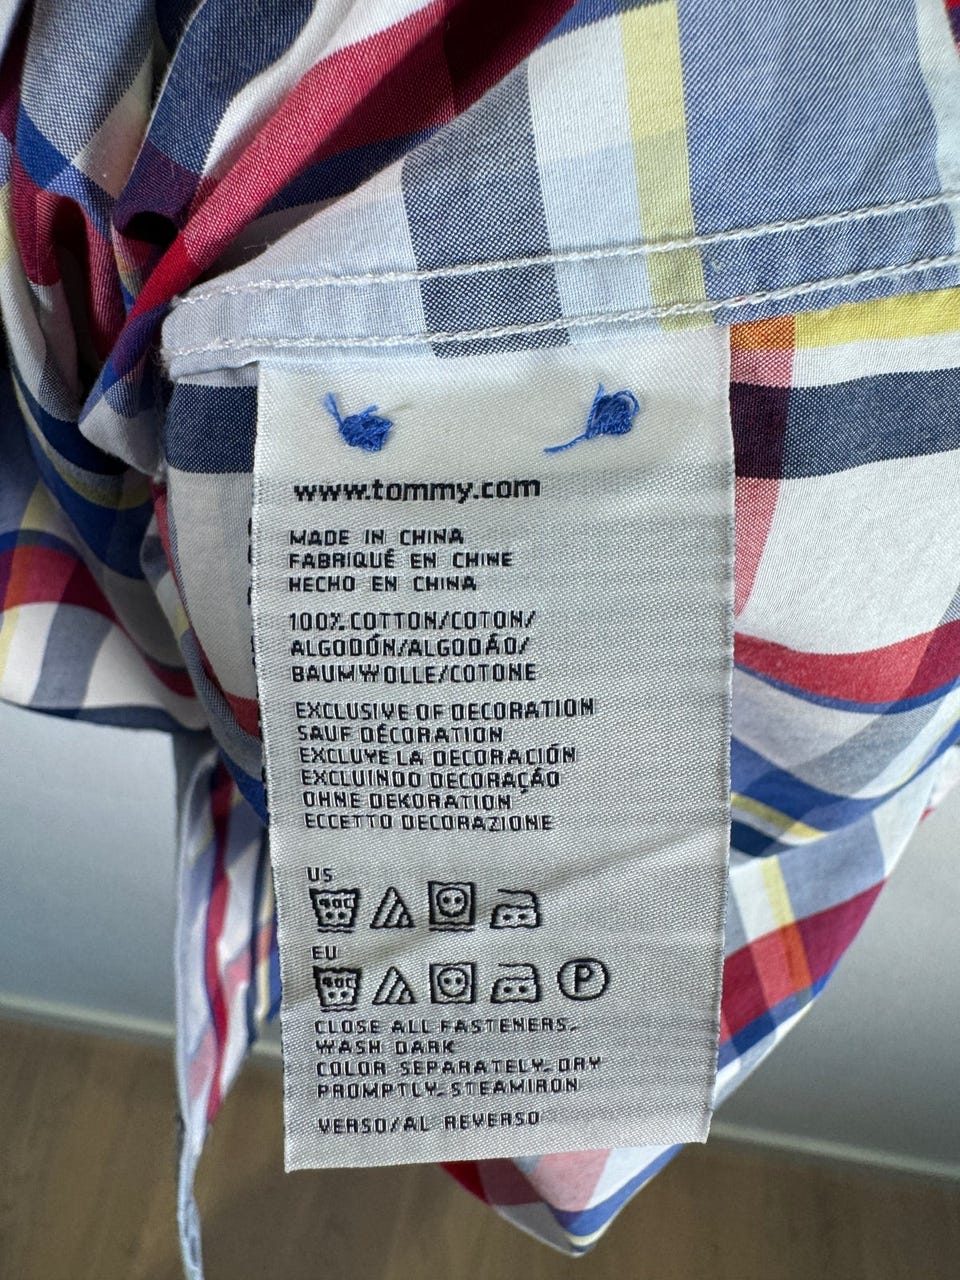 www.tommy.com
MADE IN CHINA
FABRIQUÉ EN CHINE
HECHO EN CHINA
100% COTTON/COTON/
ALGODÓN/ALGODÃO/
BAUMWOLLE/COTONE
EXCLUSIVE OF DECORATION
SAUF DÉCORATION
EXCLUYE LA DECORACIÓN
EXCLUINDO DECORAÇÃO
OHNE DEKORATION
ECCETTO DECORAZIONE
US
40C
EU
40C P
CLOSE ALL FASTENERS.
WASH DARK
COLOR SEPARATELY. DRY
PROMPTLY. STEAMIRON
VERSO/AL REVERSO